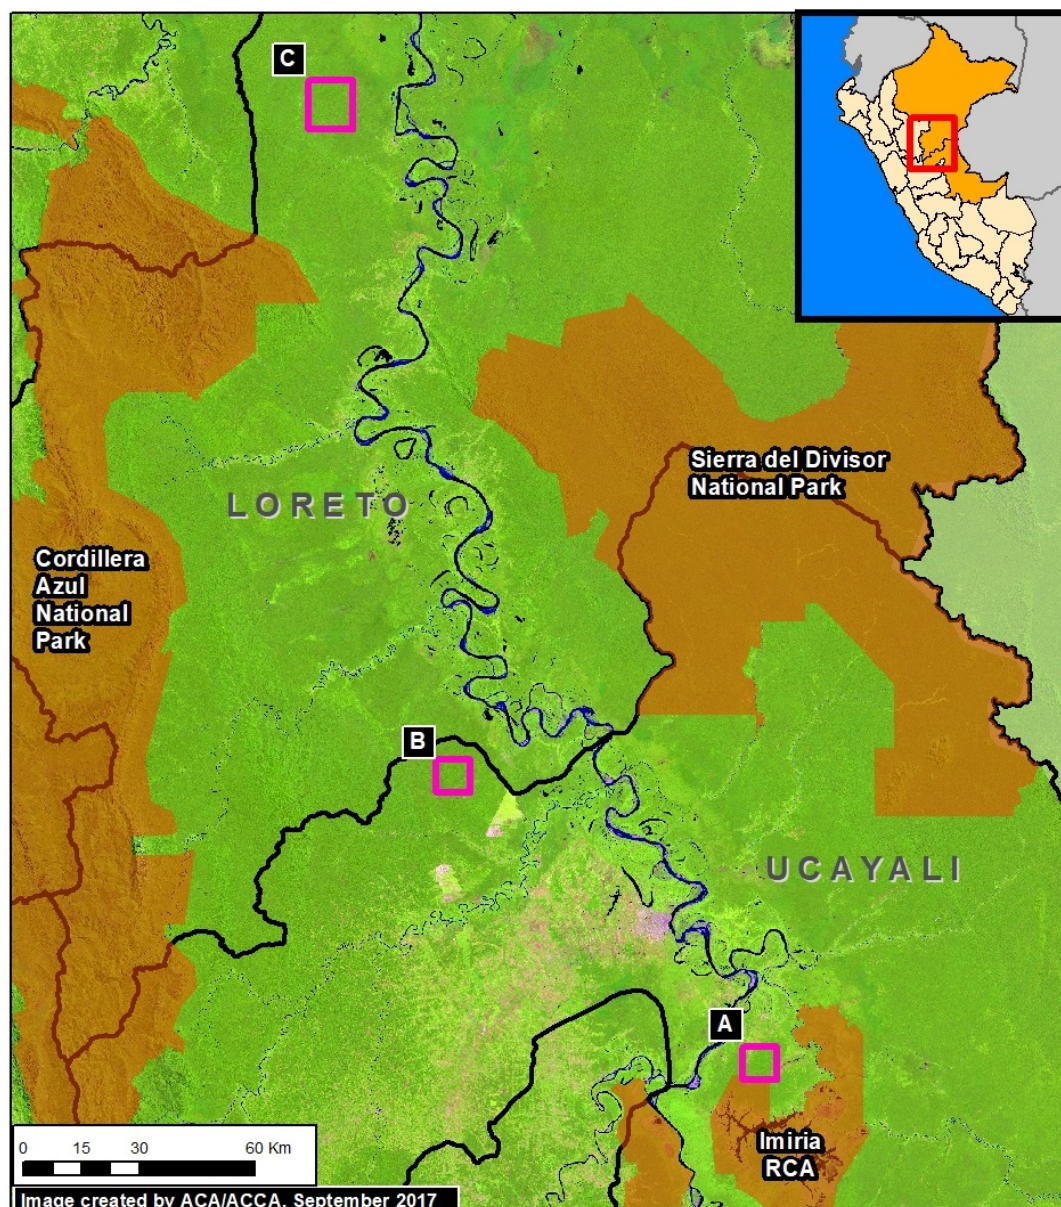 C
Sierra del Divisor
National Park
LORETO
Cordillera
Azul
National
Park
B
UCAYALI
A
Imiria
RCA
0 15 30 60 Km
Image created by ACA/ACCA, September 2017